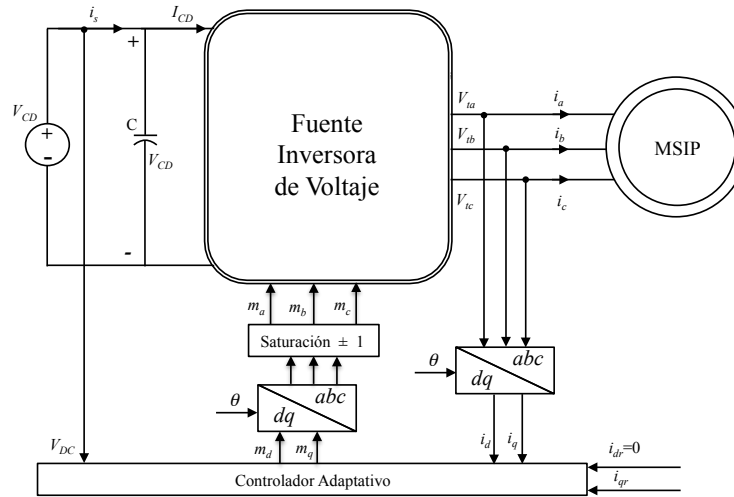 i_s
I_CD
+
V_CD
+
-
C
V_CD
-
Fuente
Inversora
de Voltaje
V_ta
i_a
V_tb
i_b
V_tc
i_c
MSIP
m_a
m_b
m_c
Saturación ± 1
θ
abc
dq
θ
abc
dq
V_DC
m_d
m_q
i_d
i_q
i_dr=0
i_qr
Controlador Adaptativo